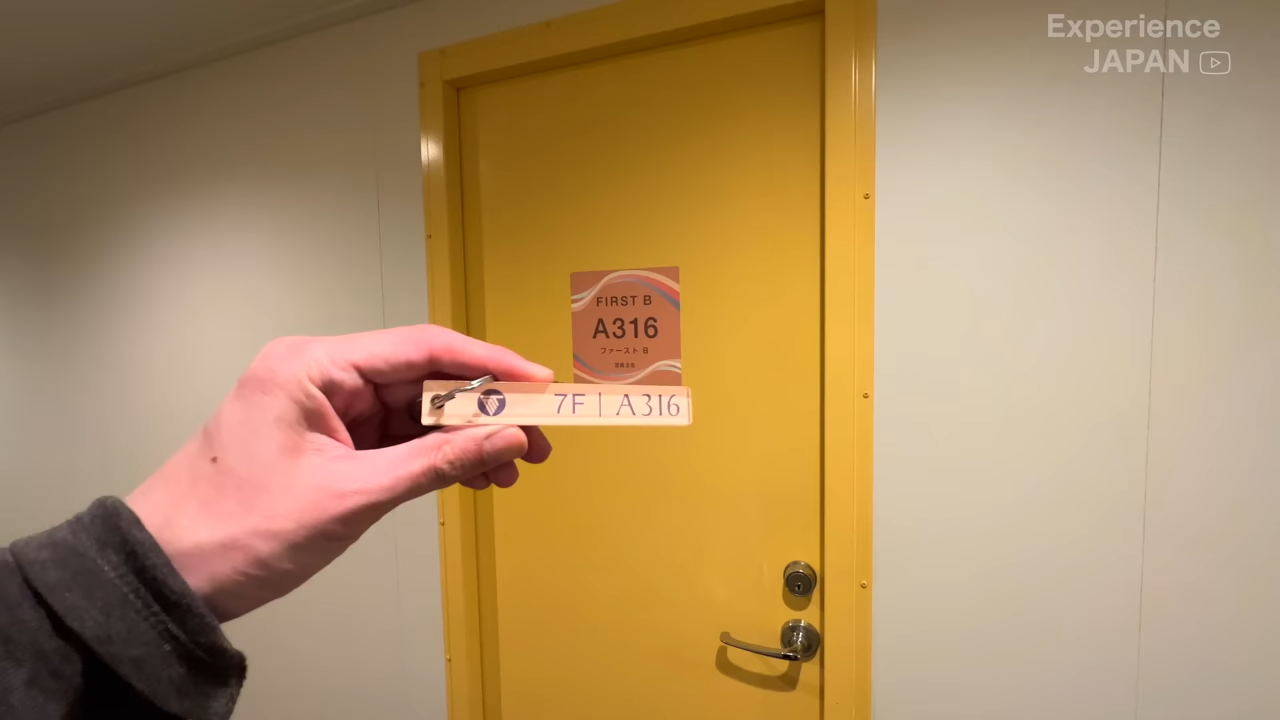 Experience
JAPAN
FIRST B
A316
ファースト B
7F | A316